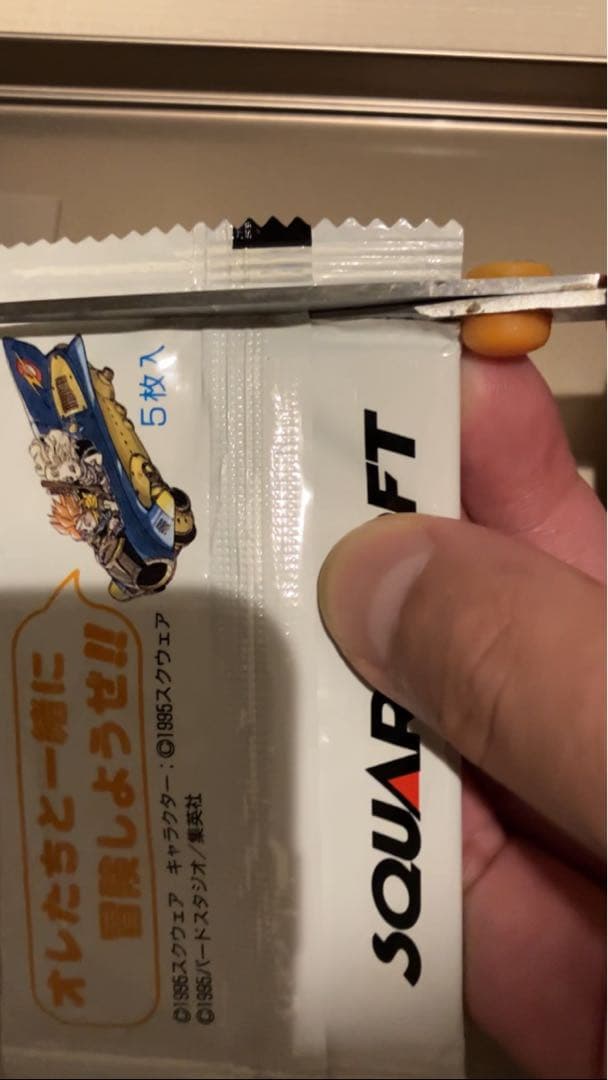 5枚入
オレたちと一緒に
冒険しようぜ!!
©1995スクウェア キャラクター:©1995スクウェア
©1995バードスタジオ/集英社
SQUAR FT